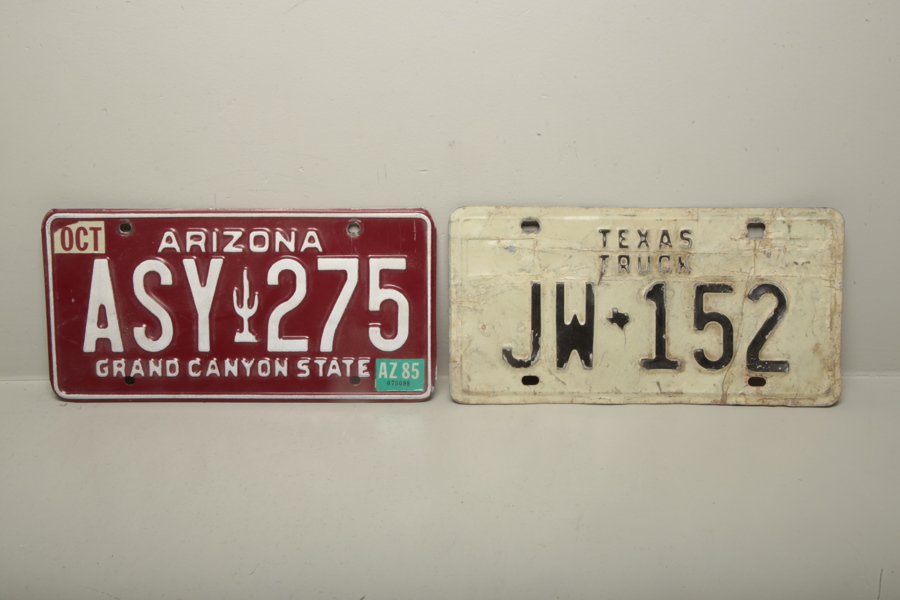 OCT
ARIZONA
ASY 275
GRAND CANYON STATE
AZ 85
TEXAS
TRUCK
JW 152